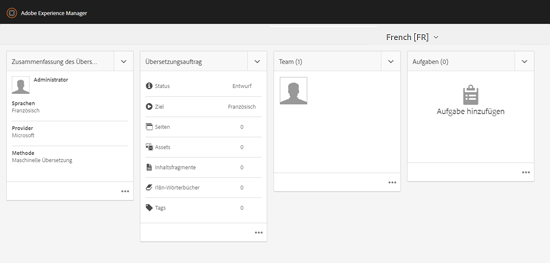 Adobe Experience Manager
French [FR]
Zusammenfassung des Übers...
Administrator
Sprachen
Französisch
Provider
Microsoft
Methode
Maschinelle Übersetzung
Übersetzungsauftrag
Status Entwurf
Ziel Französisch
Seiten 0
Assets 0
Inhaltsfragmente 0
I18n-Wörterbücher 0
Tags 0
Team (1)
Aufgaben (0)
Aufgabe hinzufügen